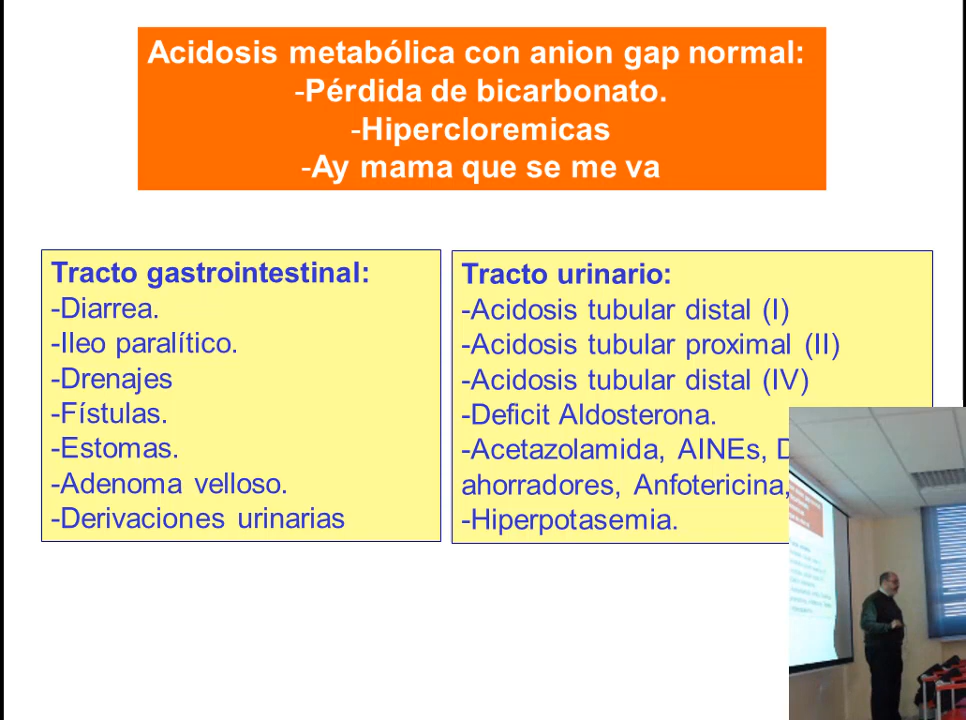 Acidosis metabólica con anion gap normal:
-Pérdida de bicarbonato.
-Hipercloremicas
-Ay mama que se me va
Tracto gastrointestinal:
-Diarrea.
-Ileo paralítico.
-Drenajes
-Fístulas.
-Estomas.
-Adenoma velloso.
-Derivaciones urinarias
Tracto urinario:
-Acidosis tubular distal (I)
-Acidosis tubular proximal (II)
-Acidosis tubular distal (IV)
-Deficit Aldosterona.
-Acetazolamida, AINEs,
ahorradores, Anfotericina,
-Hiperpotasemia.